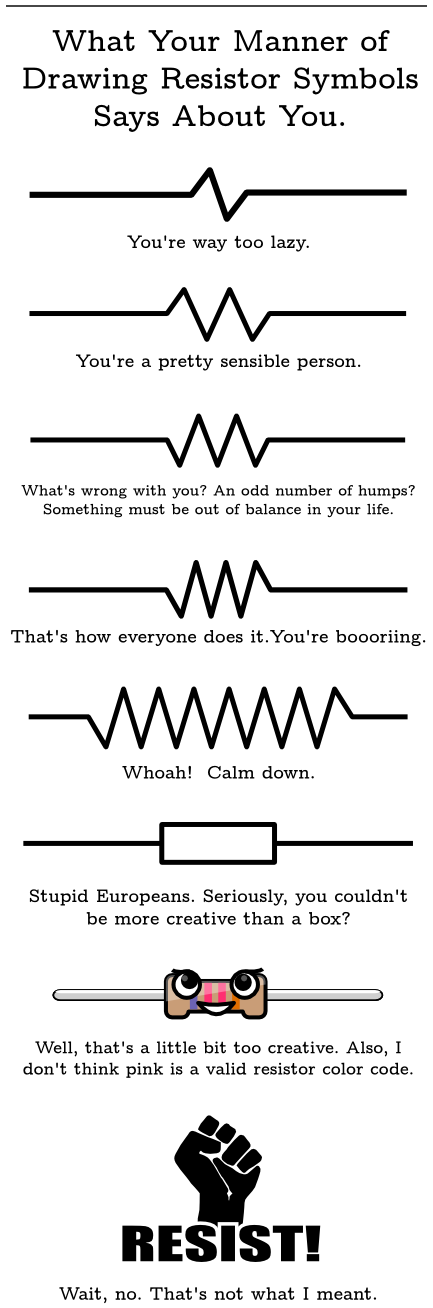 What Your Manner of
Drawing Resistor Symbols
Says About You.
You're way too lazy.
You're a pretty sensible person.
What's wrong with you? An odd number of humps?
Something must be out of balance in your life.
That's how everyone does it.You're boooriiing.
Whoah!  Calm down.
Stupid Europeans. Seriously, you couldn't
be more creative than a box?
Well, that's a little bit too creative. Also, I
don't think pink is a valid resistor color code.
RESIST!
Wait, no. That's not what I meant.